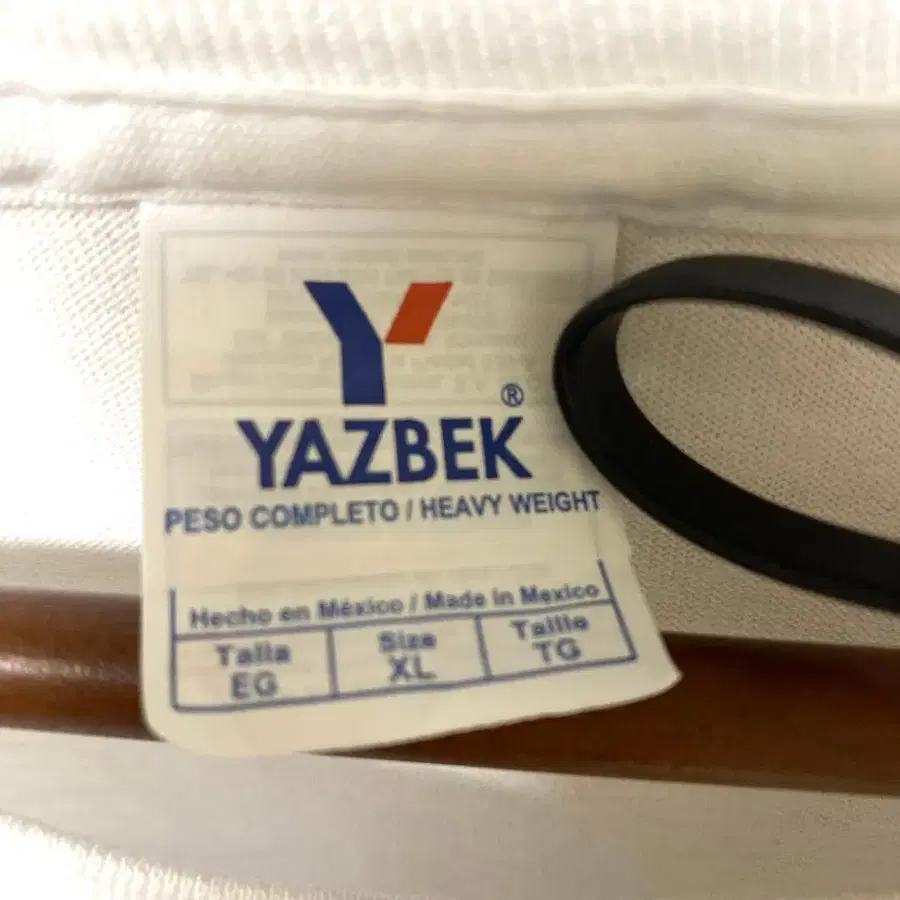 Y
®
YAZBEK
PESO COMPLETO / HEAVY WEIGHT
Hecho en México / Made in Mexico
Talla Size Taille
EG XL TG